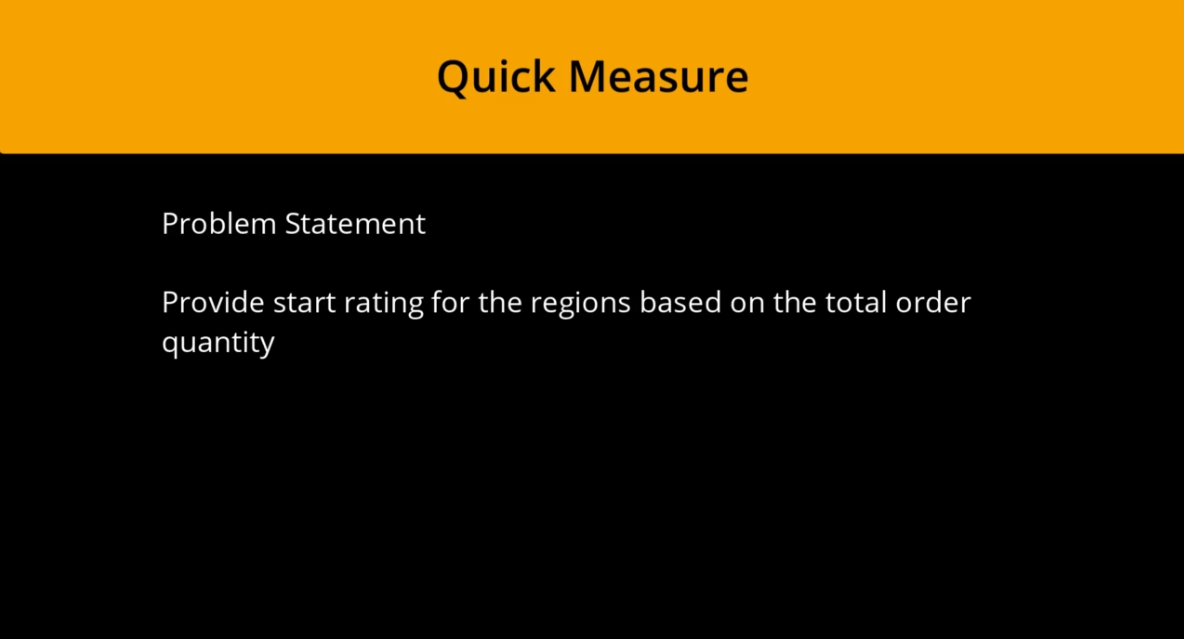 Quick Measure
Problem Statement
Provide start rating for the regions based on the total order
quantity